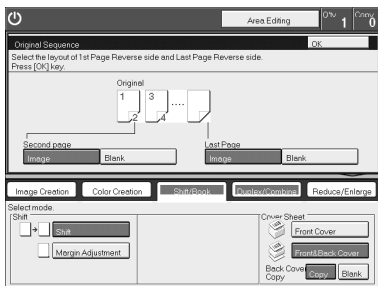 Area Editing
Q'ty
1
Copy
0
Original Sequence
OK
Select the layout of 1st Page Reverse side and Last Page Reverse side.
Press [OK] key.
Original
1
3
....
2
4
Second page
Last Page
Image
Blank
Image
Blank
Image Creation
Color Creation
Shift/Book
Duplex/Combine
Reduce/Enlarge
Select mode.
Shift
Cover Sheet
Shift
Front Cover
Margin Adjustment
Front&Back Cover
Back Cover
Copy
Copy
Blank